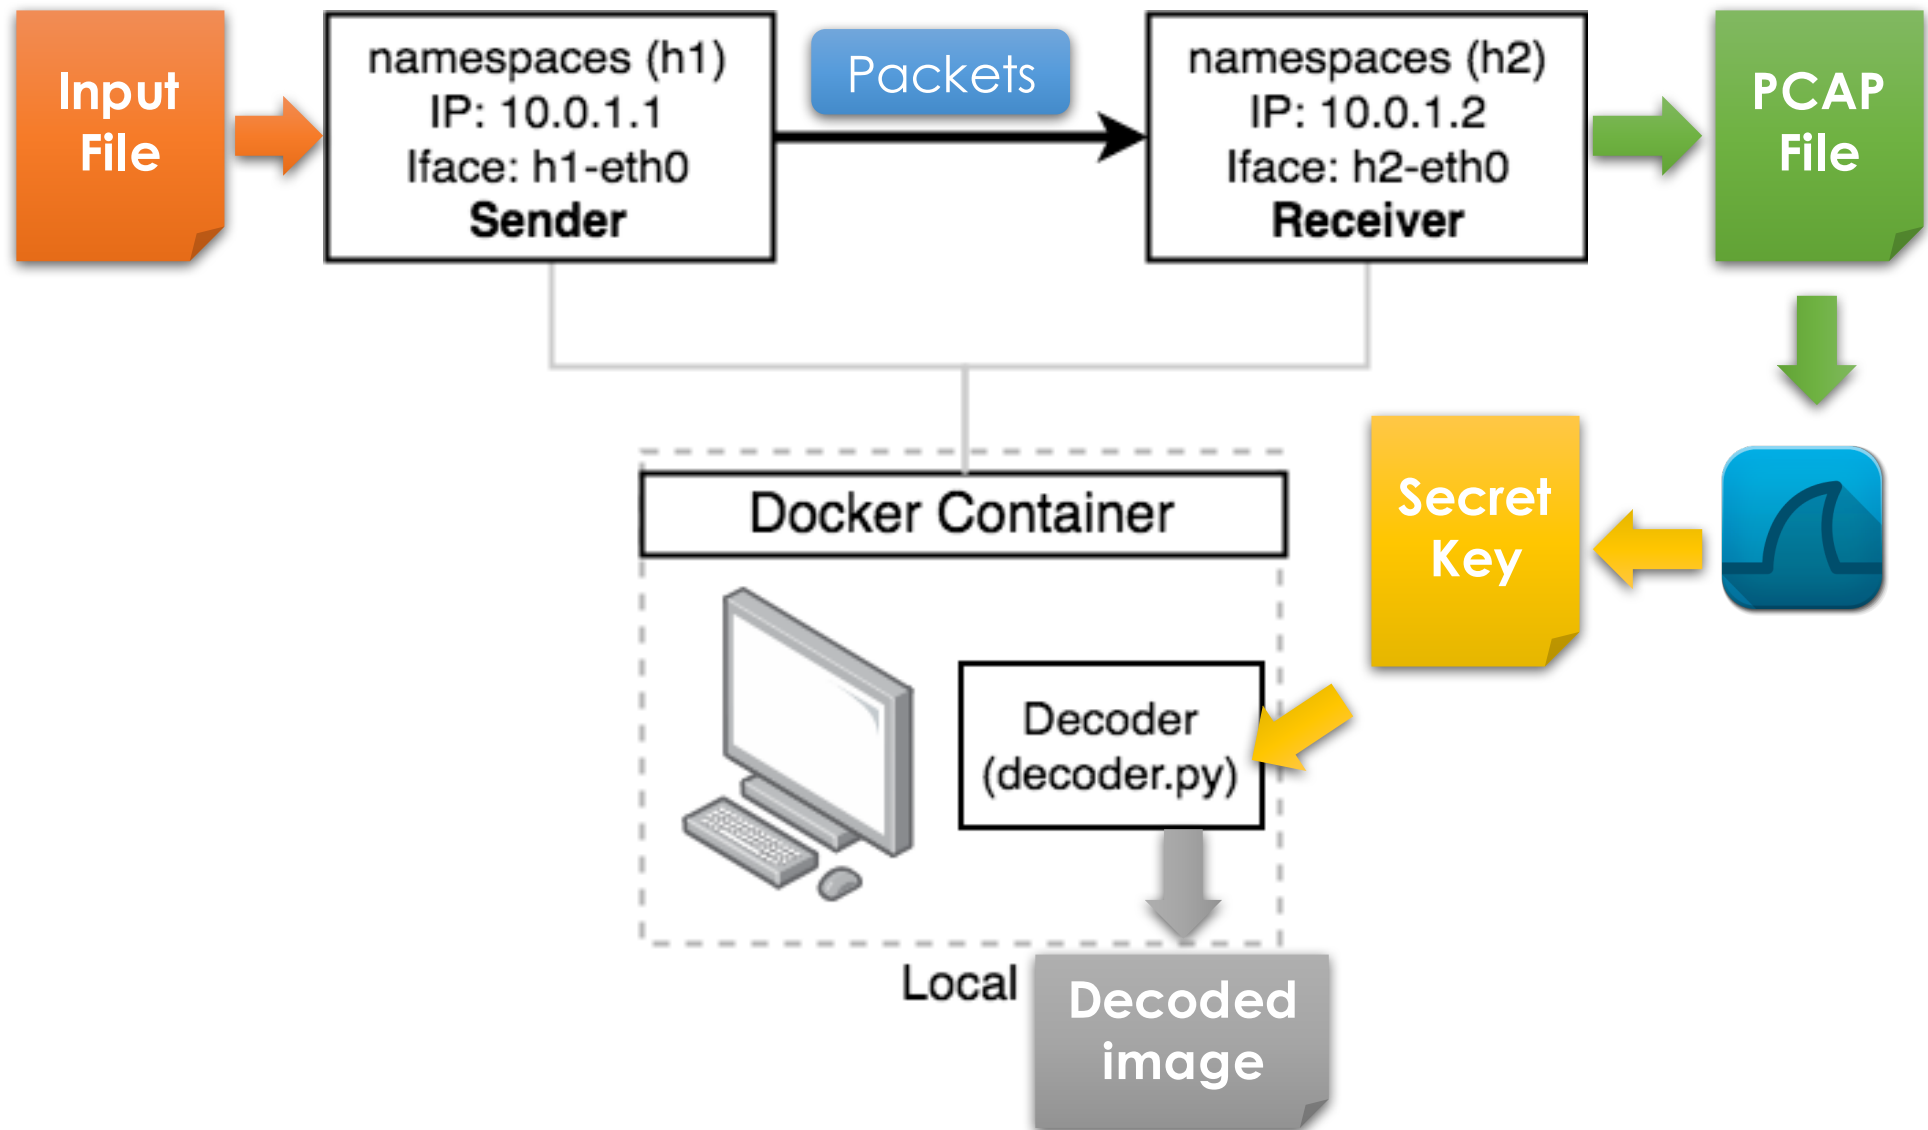 Input
File
namespaces (h1)
IP: 10.0.1.1
Iface: h1-eth0
Sender
Packets
namespaces (h2)
IP: 10.0.1.2
Iface: h2-eth0
Receiver
PCAP
File
Secret
Key
Docker Container
Decoder
(decoder.py)
Local
Decoded
image